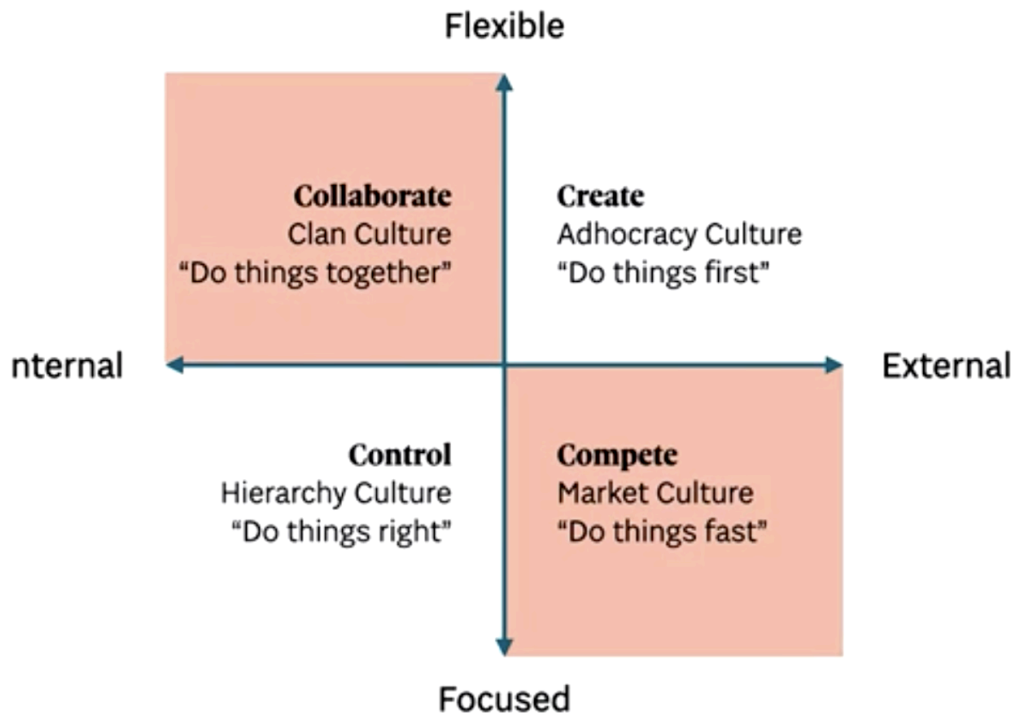 Flexible
Collaborate
Clan Culture
“Do things together”
Create
Adhocracy Culture
“Do things first”
nternal
External
Control
Hierarchy Culture
“Do things right”
Compete
Market Culture
“Do things fast”
Focused